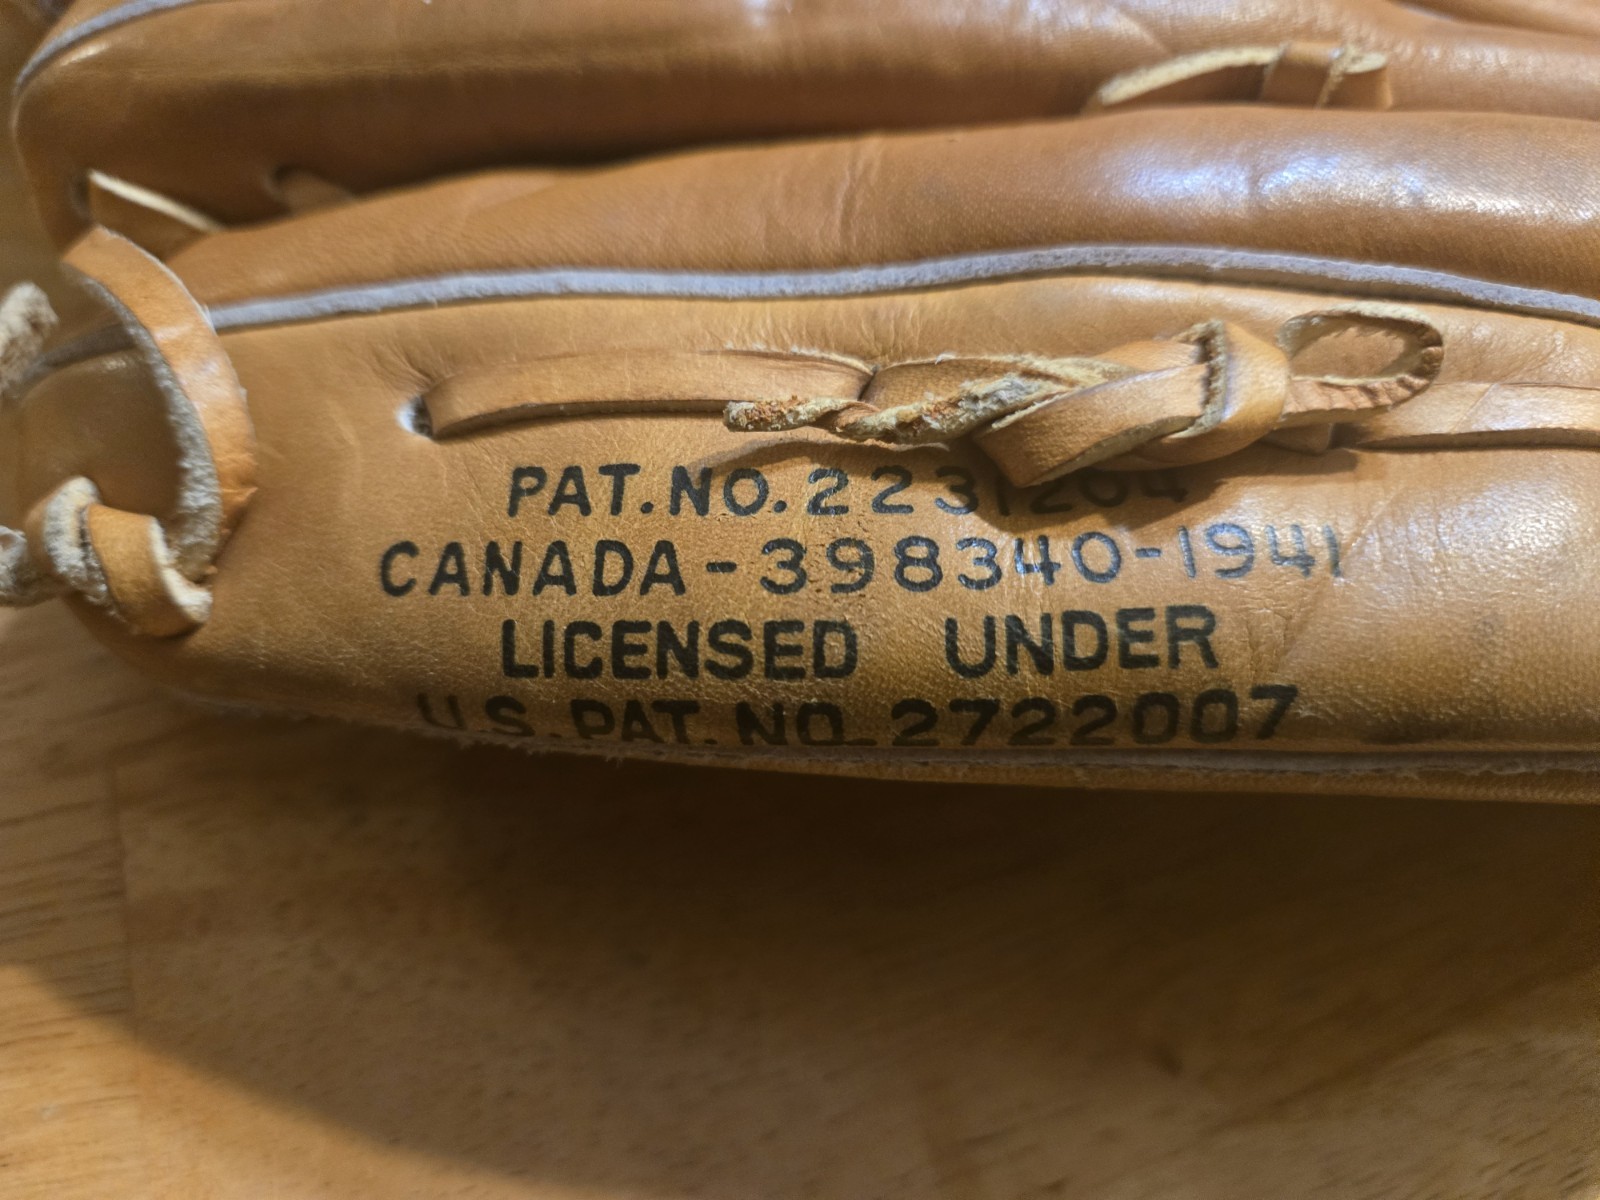 PAT. NO. 2231204
CANADA - 398340-1941
LICENSED UNDER
U.S. PAT. NO. 2722007